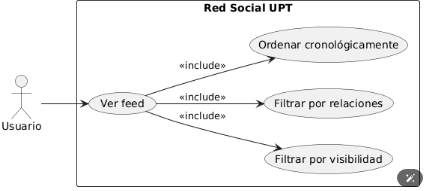 Red Social UPT
Ordenar cronológicamente
«include»
Usuario
Ver feed
«include»
Filtrar por relaciones
«include»
Filtrar por visibilidad